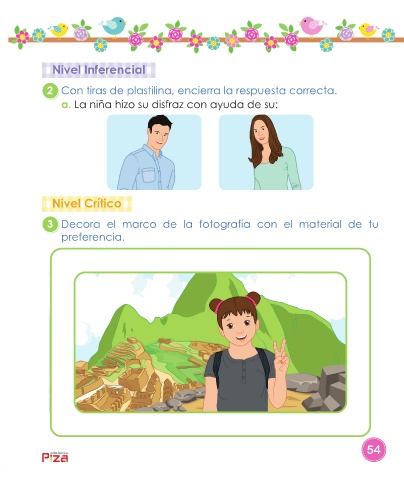 Nivel Inferencial
2 Con tiras de plastilina, encierra la respuesta correcta.
a. La niña hizo su disfraz con ayuda de su:
Nivel Crítico
3 Decora el marco de la fotografía con el material de tu
preferencia.
54